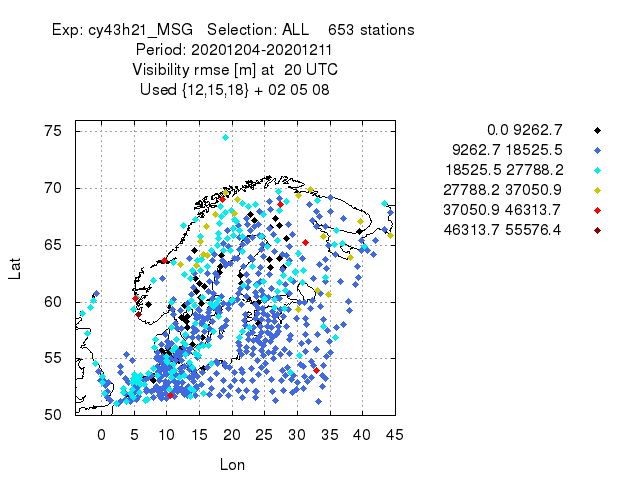 Exp: cy43h21_MSG   Selection: ALL    653 stations
Period: 20201204-20201211
Visibility rmse [m] at  20 UTC
Used {12,15,18} + 02 05 08
0.0 9262.7
9262.7 18525.5
18525.5 27788.2
27788.2 37050.9
37050.9 46313.7
46313.7 55576.4
75
70
65
60
55
50
Lat
0 5 10 15 20 25 30 35 40 45
Lon